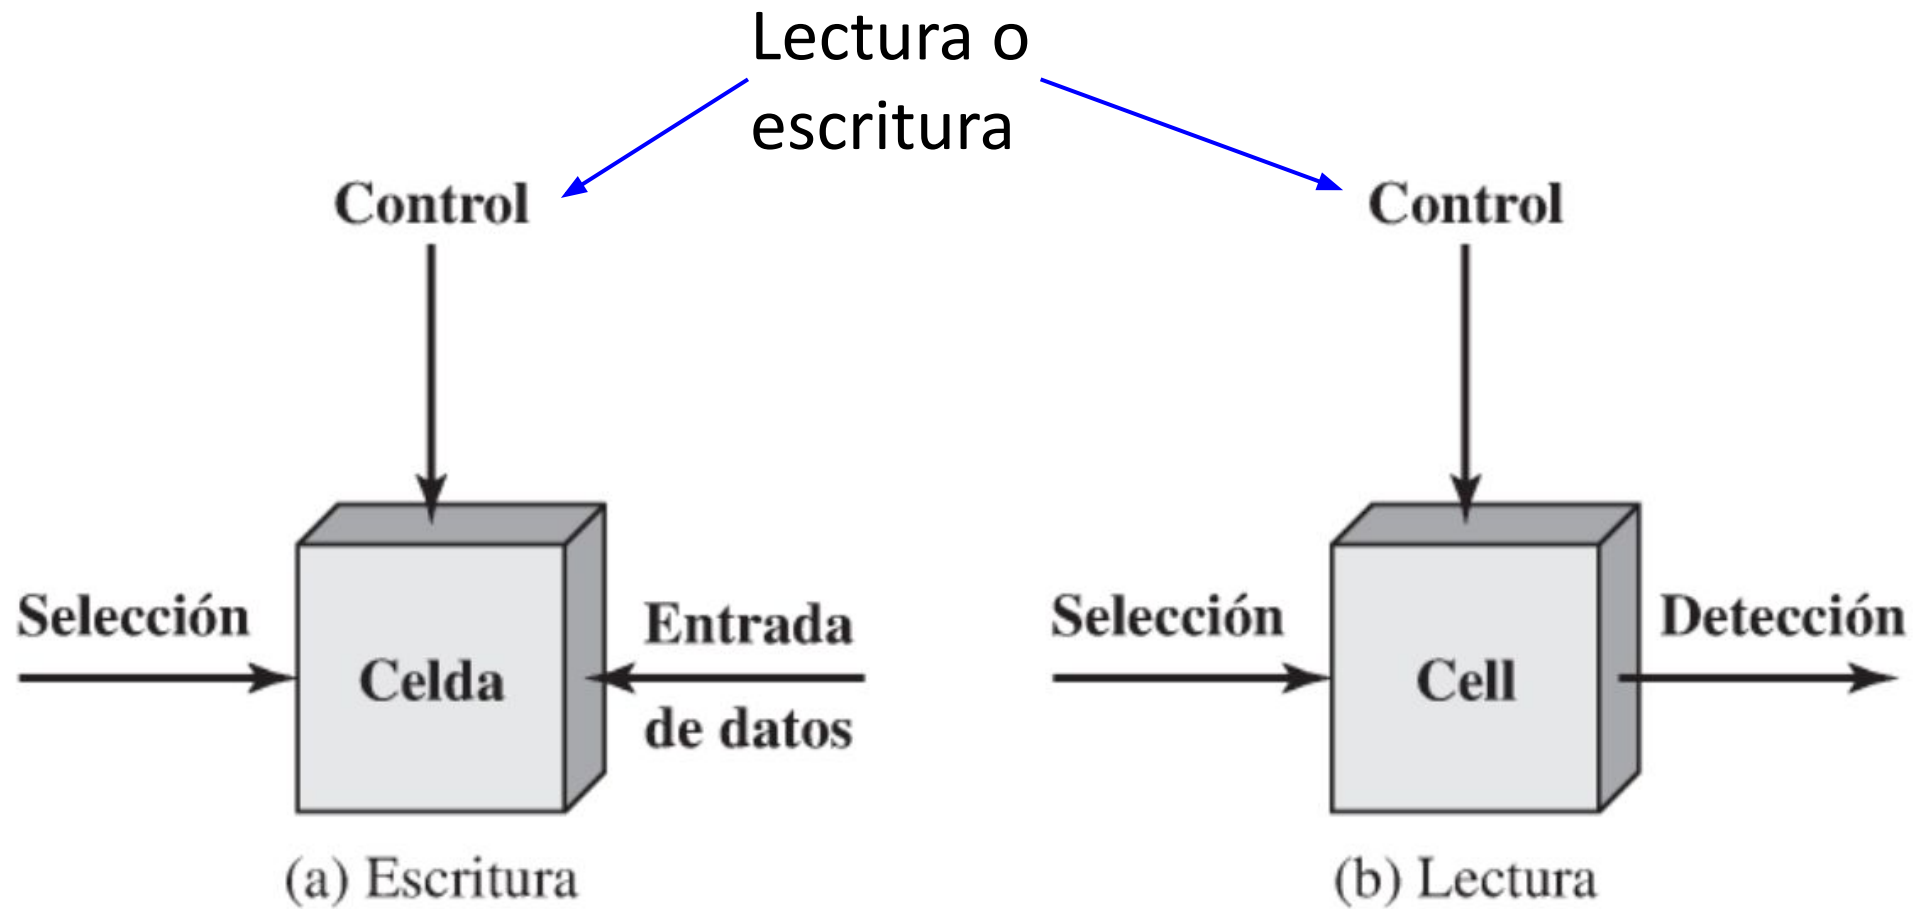 Lectura o
escritura
Control
Control
Selección
Celda
Entrada
de datos
Selección
Cell
Detección
(a) Escritura
(b) Lectura